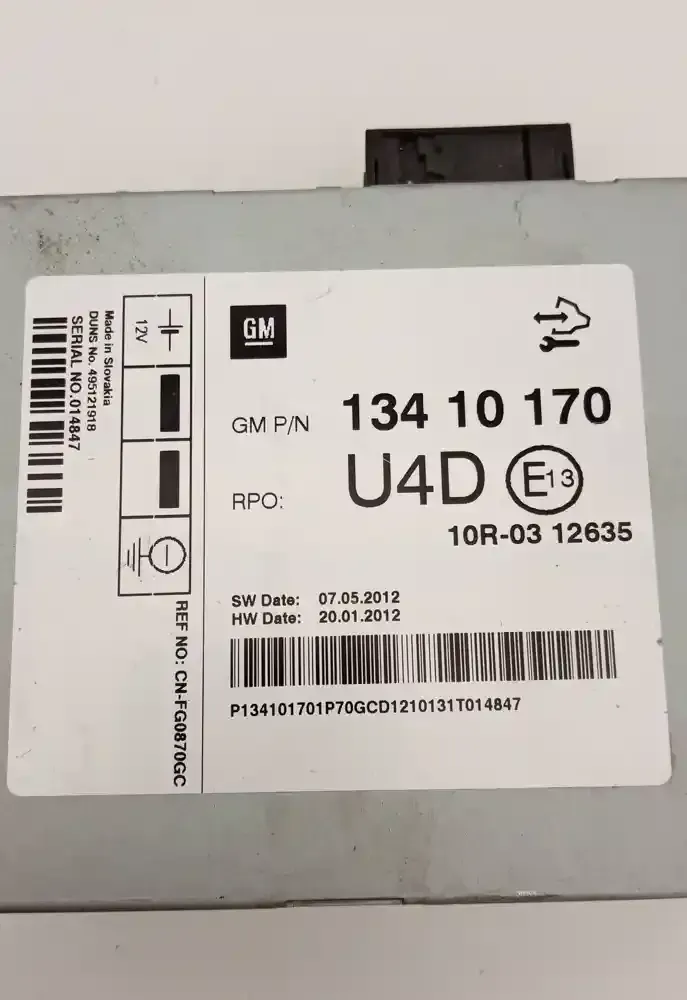 GM
GM P/N 134 10 170
RPO: U4D E13
10R-03 12635
SW Date: 07.05.2012
HW Date: 20.01.2012
P134101701P70GCD1210131T014847
12V
Made in Slovakia
DUNS No. 495121918
SERIAL NO.014847
REF NO: CN-FG0870GC